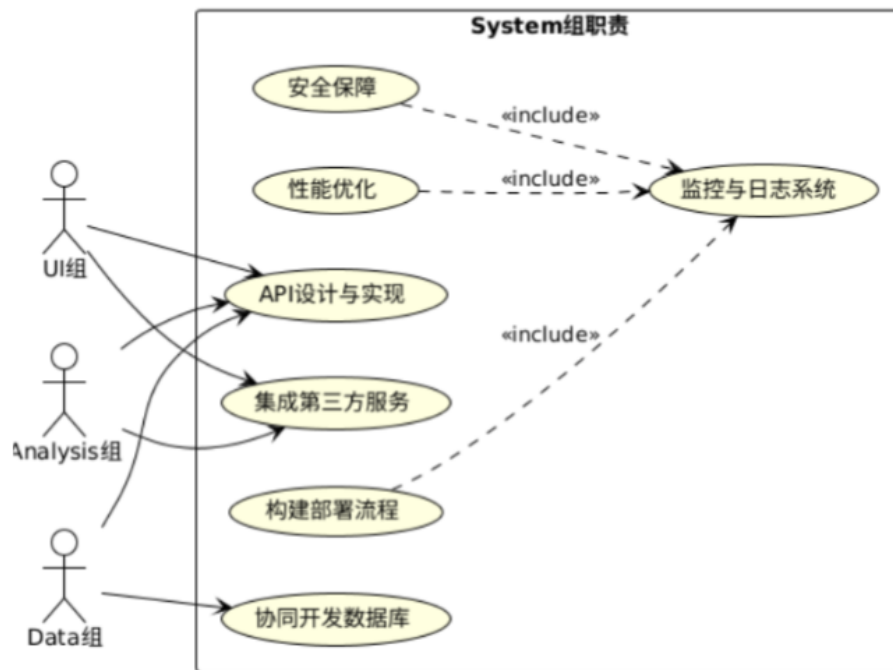 System组职责
安全保障
«include»
性能优化
«include»
监控与日志系统
UI组
API设计与实现
«include»
集成第三方服务
Analysis组
构建部署流程
协同开发数据库
Data组